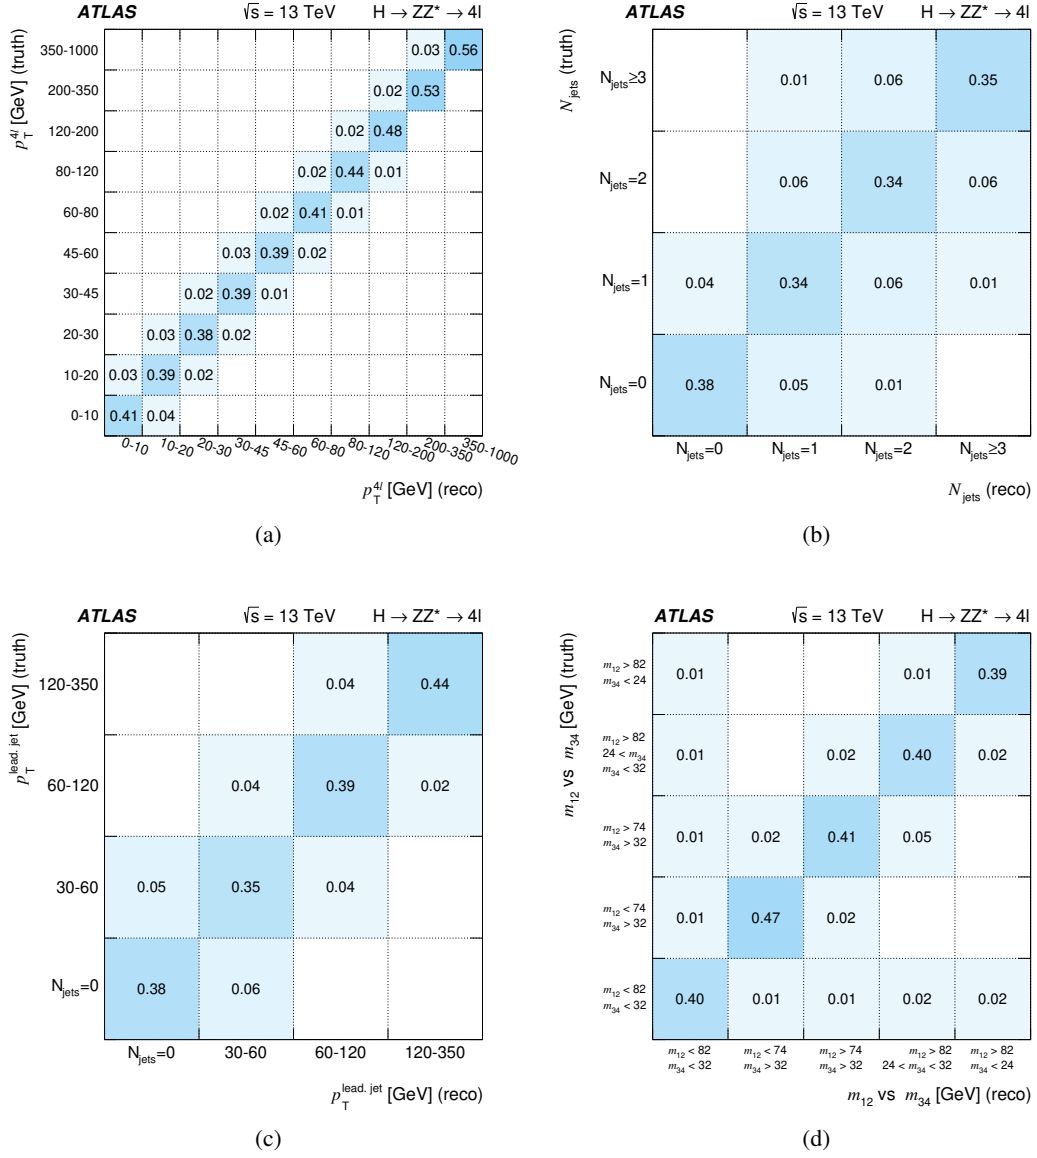 ATLAS √s = 13 TeV H → ZZ* → 4l
p_T^4l [GeV] (truth)
350-1000 0.03 0.56
200-350 0.02 0.53
120-200 0.02 0.48
80-120 0.02 0.44 0.01
60-80 0.02 0.41 0.01
45-60 0.03 0.39 0.02
30-45 0.02 0.39 0.01
20-30 0.03 0.38 0.02
10-20 0.03 0.39 0.02
0-10 0.41 0.04
0-10 10-20 20-30 30-45 45-60 60-80 80-120 120-200 200-350 350-1000
p_T^4l [GeV] (reco)
(a)
ATLAS √s = 13 TeV H → ZZ* → 4l
N_jets (truth)
N_jets≥3 0.01 0.06 0.35
N_jets=2 0.06 0.34 0.06
N_jets=1 0.04 0.34 0.06 0.01
N_jets=0 0.38 0.05 0.01
N_jets=0 N_jets=1 N_jets=2 N_jets≥3
N_jets (reco)
(b)
ATLAS √s = 13 TeV H → ZZ* → 4l
p_T^lead. jet [GeV] (truth)
120-350 0.04 0.44
60-120 0.04 0.39 0.02
30-60 0.05 0.35 0.04
N_jets=0 0.38 0.06
N_jets=0 30-60 60-120 120-350
p_T^lead. jet [GeV] (reco)
(c)
ATLAS √s = 13 TeV H → ZZ* → 4l
m_12 vs m_34 [GeV] (truth)
m_12 > 82
m_34 < 24
0.01 0.01 0.39
m_12 > 82
24 < m_34
m_34 < 32
0.01 0.02 0.40 0.02
m_12 > 74
m_34 > 32
0.01 0.02 0.41 0.05
m_12 < 74
m_34 > 32
0.01 0.47 0.02
m_12 < 82
m_34 < 32
0.40 0.01 0.01 0.02 0.02
m_12 < 82 m_12 < 74 m_12 > 74 m_12 > 82 m_12 > 82
m_34 < 32 m_34 > 32 m_34 > 32 24 < m_34 < 32 m_34 < 24
m_12 vs m_34 [GeV] (reco)
(d)